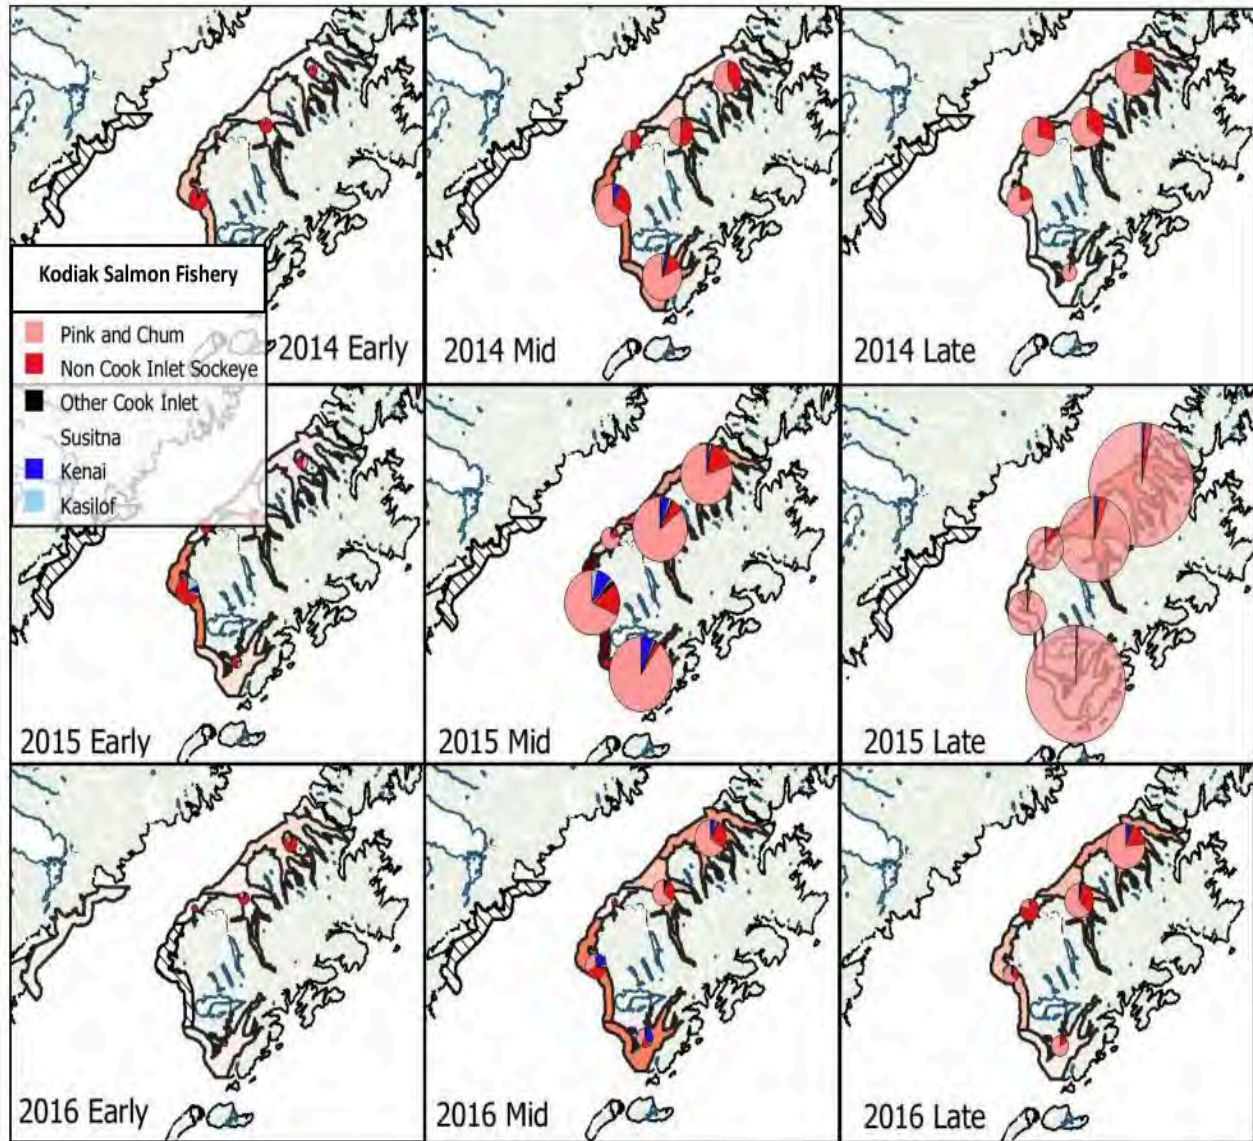 Kodiak Salmon Fishery
Pink and Chum
Non Cook Inlet Sockeye
Other Cook Inlet
Susitna
Kenai
Kasilof
2014 Early
2014 Mid
2014 Late
2015 Early
2015 Mid
2015 Late
2016 Early
2016 Mid
2016 Late